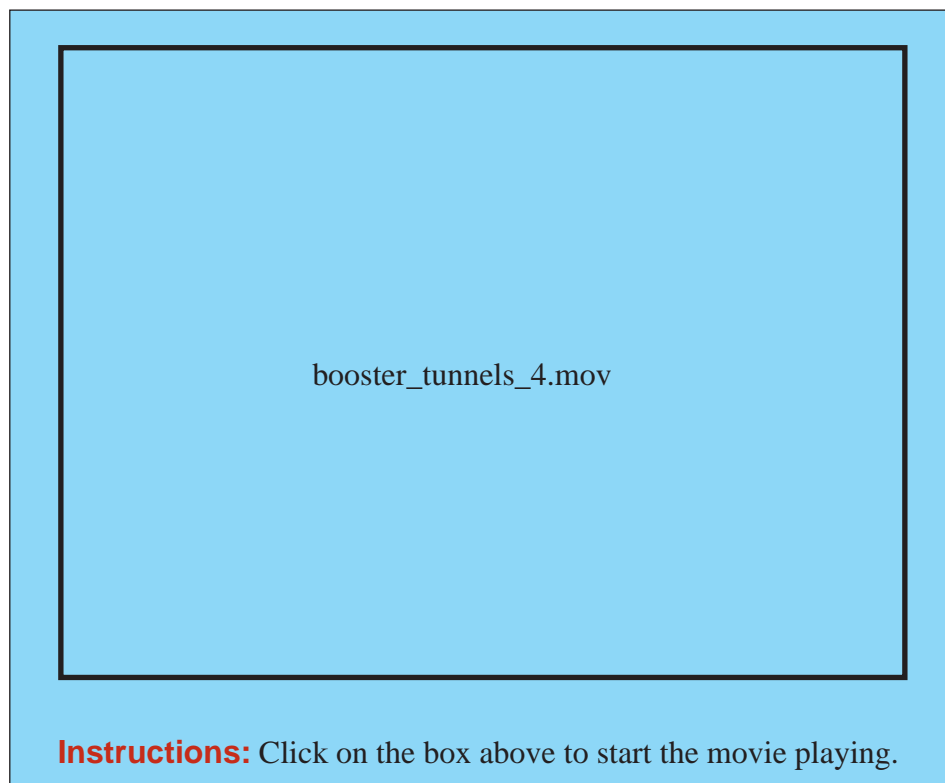 booster_tunnels_4.mov
Instructions: Click on the box above to start the movie playing.